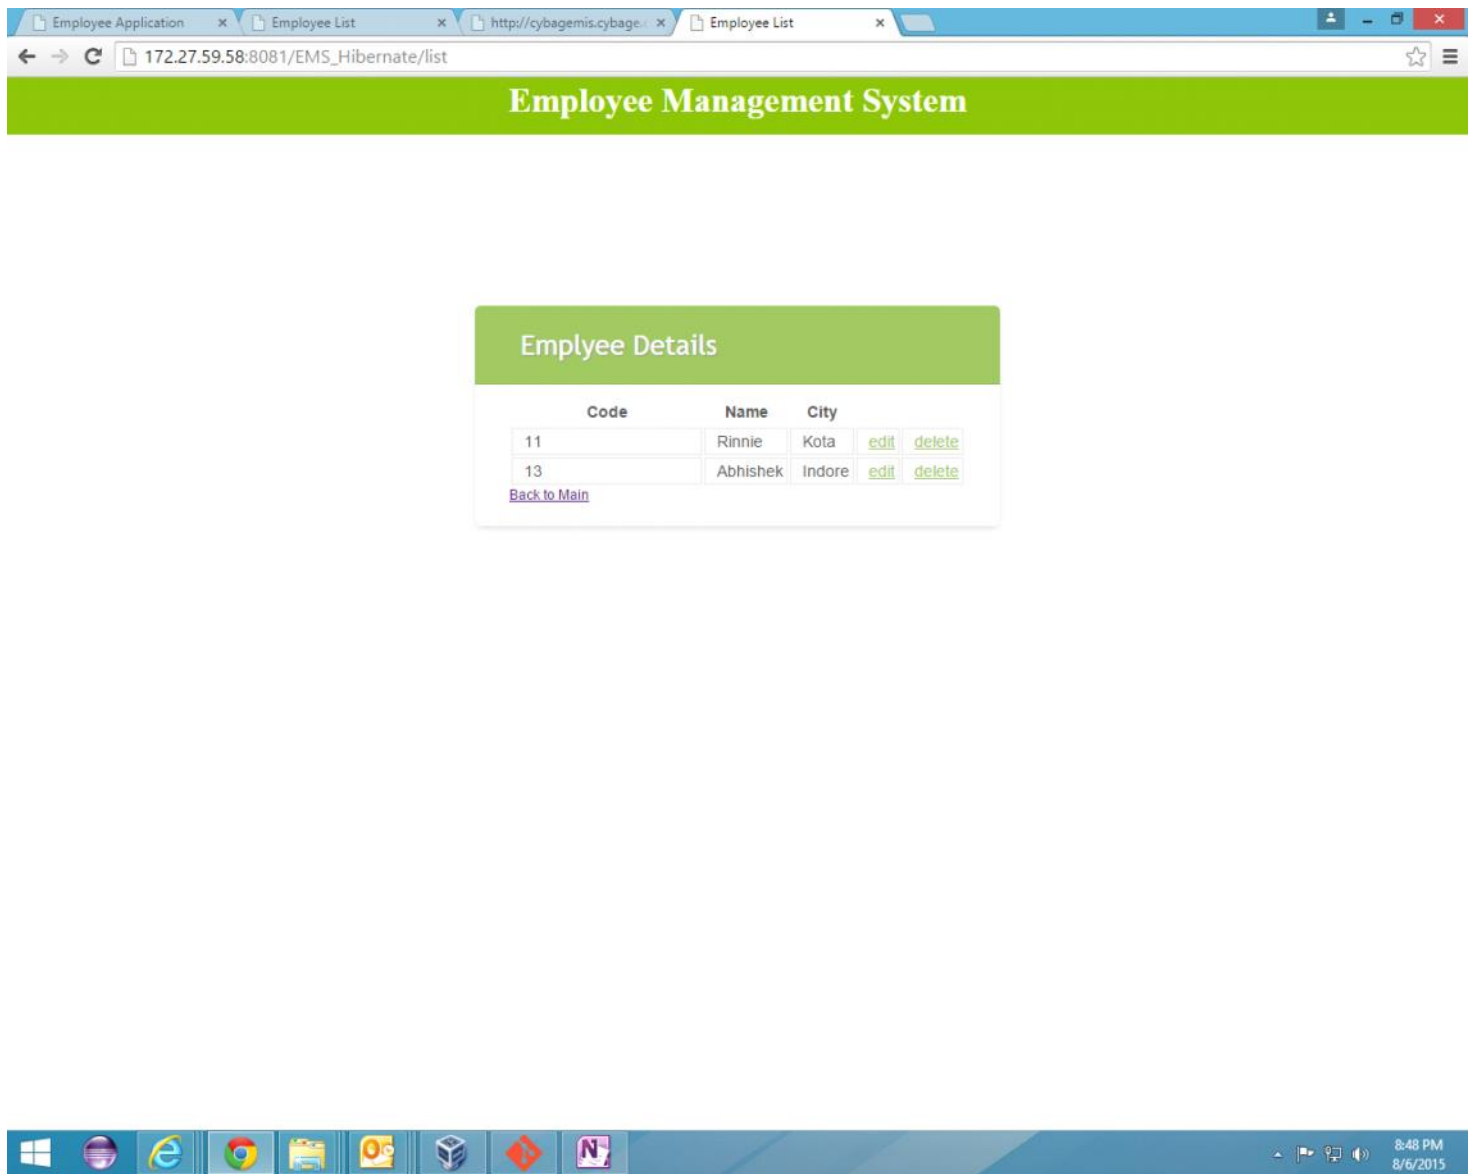 Employee Application Employee List http://cybagemis.cybage. Employee List
172.27.59.58:8081/EMS_Hibernate/list
Employee Management System
Emplyee Details
Code Name City
11 Rinnie Kota edit delete
13 Abhishek Indore edit delete
Back to Main
8:48 PM
8/6/2015